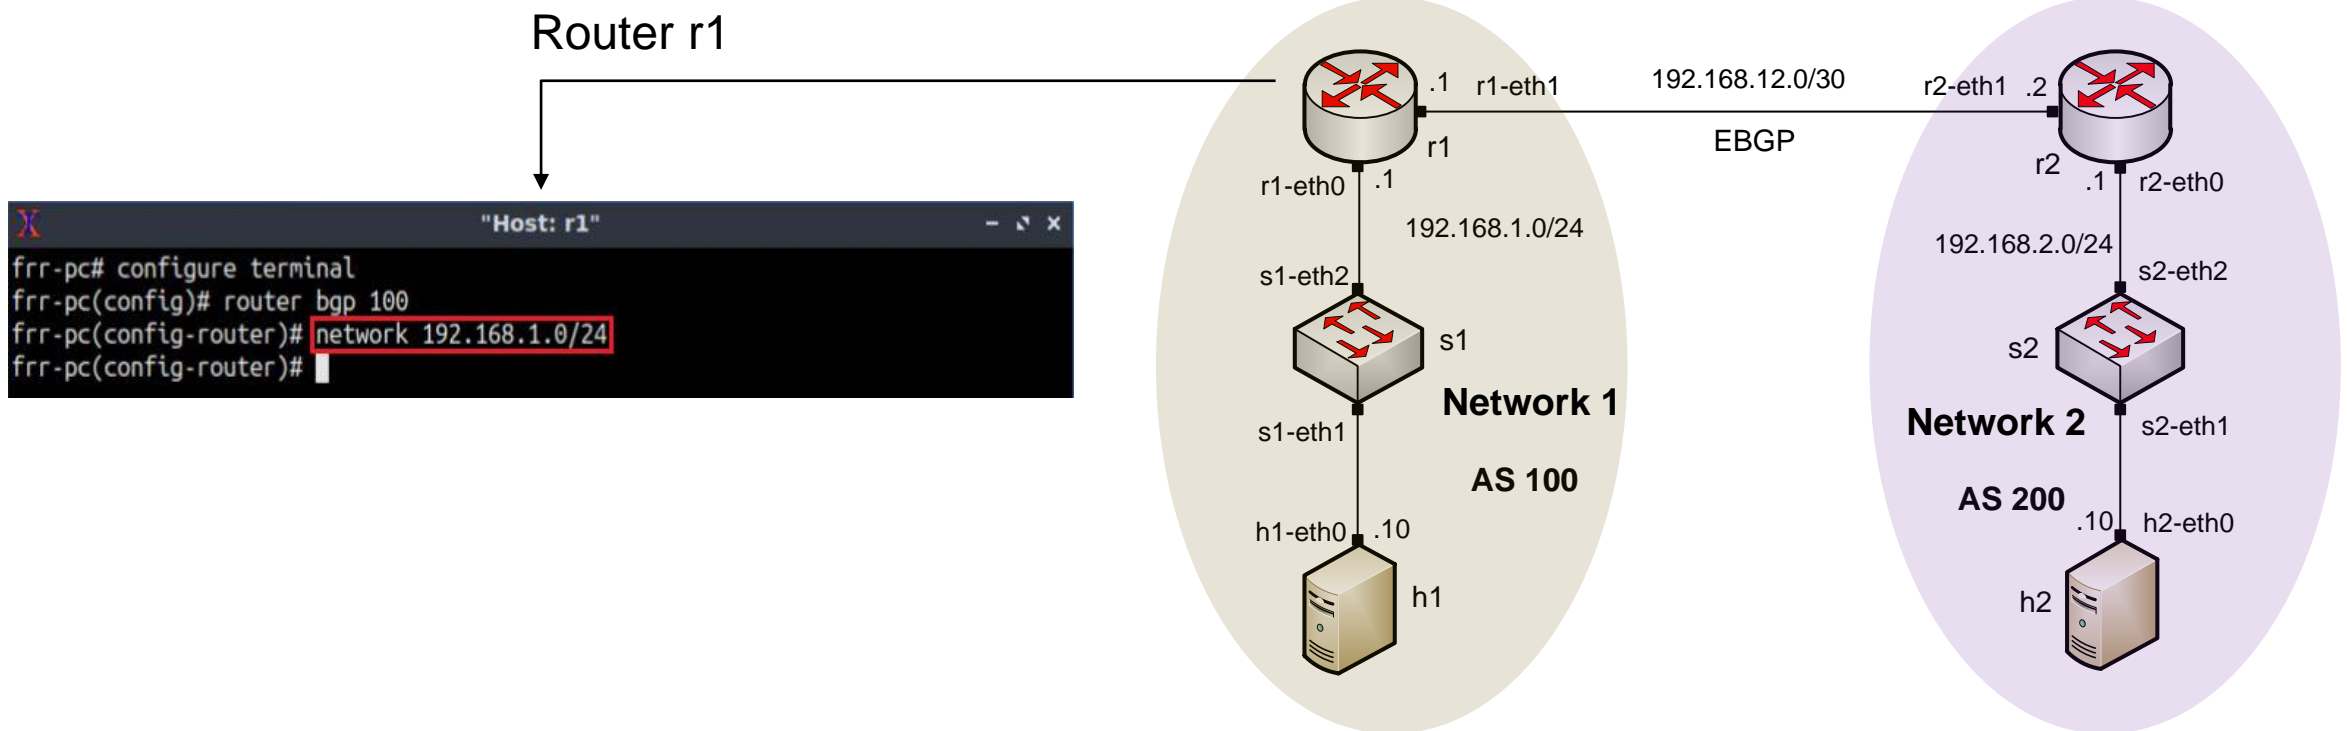 Router r1
"Host: r1"
frr-pc# configure terminal
frr-pc(config)# router bgp 100
frr-pc(config-router)# network 192.168.1.0/24
frr-pc(config-router)#
.1 r1-eth1 192.168.12.0/30 r2-eth1 .2
EBGP
r1
r2
r1-eth0 .1
.1 r2-eth0
192.168.1.0/24
192.168.2.0/24
s1-eth2
s2-eth2
s1
s2
Network 1
Network 2
s1-eth1
s2-eth1
AS 100
AS 200
h1-eth0 .10
.10 h2-eth0
h1
h2